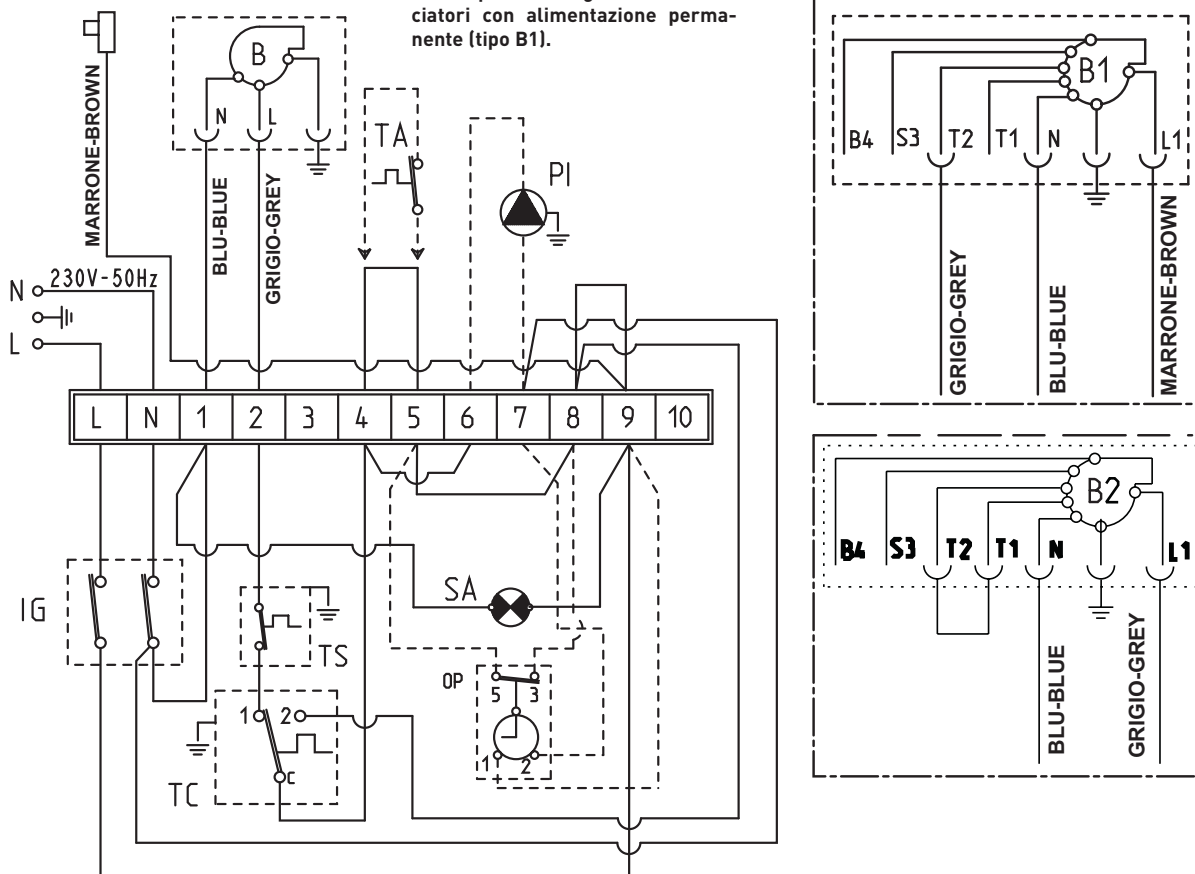 ciatori con alimentazione perma-
nente (tipo B1).
MARRONE-BROWN
B
N L
BLU-BLUE
GRIGIO-GREY
TA
PI
N 230V-50Hz
L
L N 1 2 3 4 5 6 7 8 9 10
IG
TS
SA
OP
5 3
1 2
1 2
C
TC
B1
B4 S3 T2 T1 N L1
GRIGIO-GREY
BLU-BLUE
MARRONE-BROWN
B2
B4 S3 T2 T1 N L1
BLU-BLUE
GRIGIO-GREY